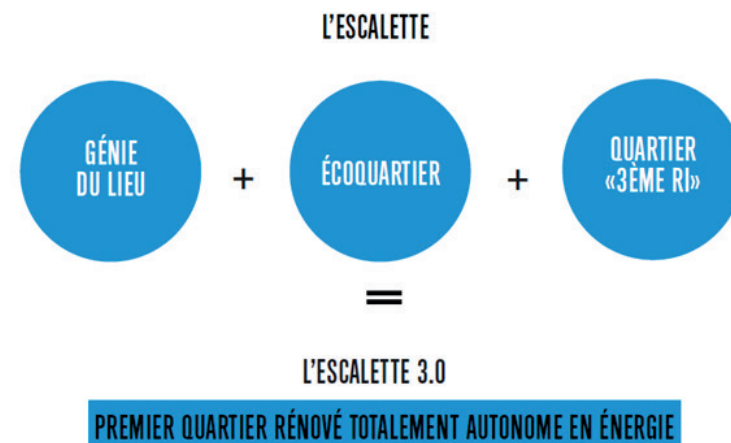 L'ESCALETTE
GÉNIE
DU LIEU
+
ÉCOQUARTIER
+
QUARTIER
«3ÈME RI»
=
L'ESCALETTE 3.0
PREMIER QUARTIER RÉNOVÉ TOTALEMENT AUTONOME EN ÉNERGIE